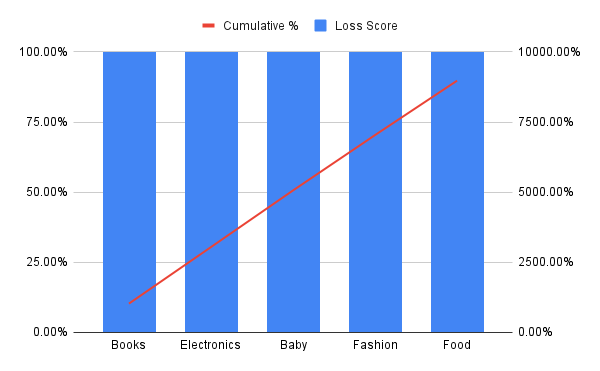 Cumulative % Loss Score
100.00% 10000.00%
75.00% 7500.00%
50.00% 5000.00%
25.00% 2500.00%
0.00% 0.00%
Books Electronics Baby Fashion Food